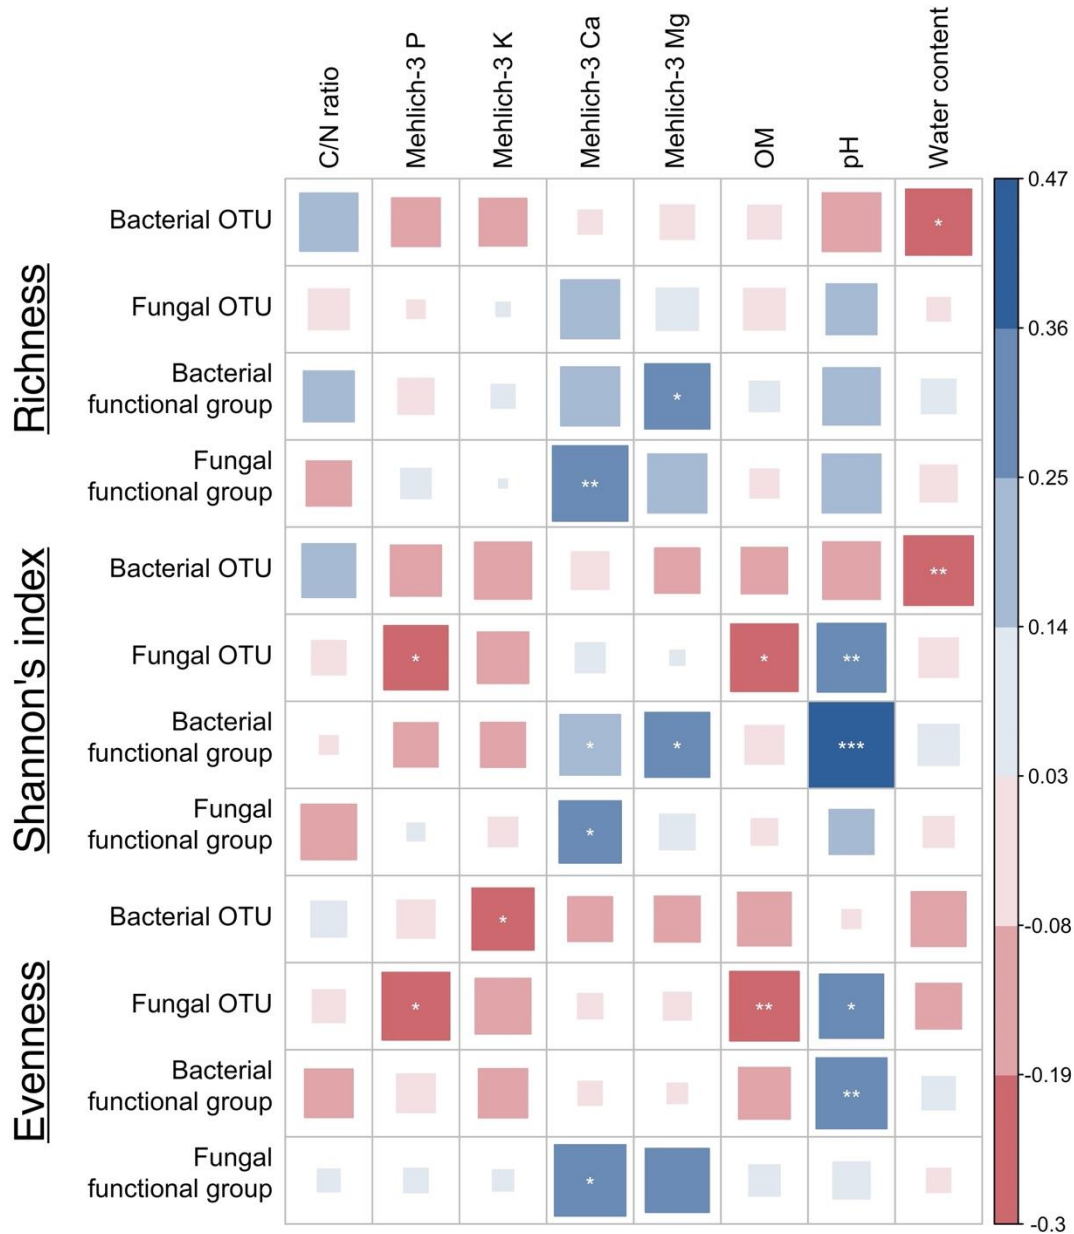 C/N ratio
Mehlich-3 P
Mehlich-3 K
Mehlich-3 Ca
Mehlich-3 Mg
OM
pH
Water content
Richness
Bacterial OTU
*
Fungal OTU
Bacterial
functional group
*
Fungal
functional group
**
Shannon's index
Bacterial OTU
**
Fungal OTU
* * **
Bacterial
functional group
* * ***
Fungal
functional group
*
Evenness
Bacterial OTU
*
Fungal OTU
* ** *
Bacterial
functional group
**
Fungal
functional group
*
0.47
0.36
0.25
0.14
0.03
-0.08
-0.19
-0.3